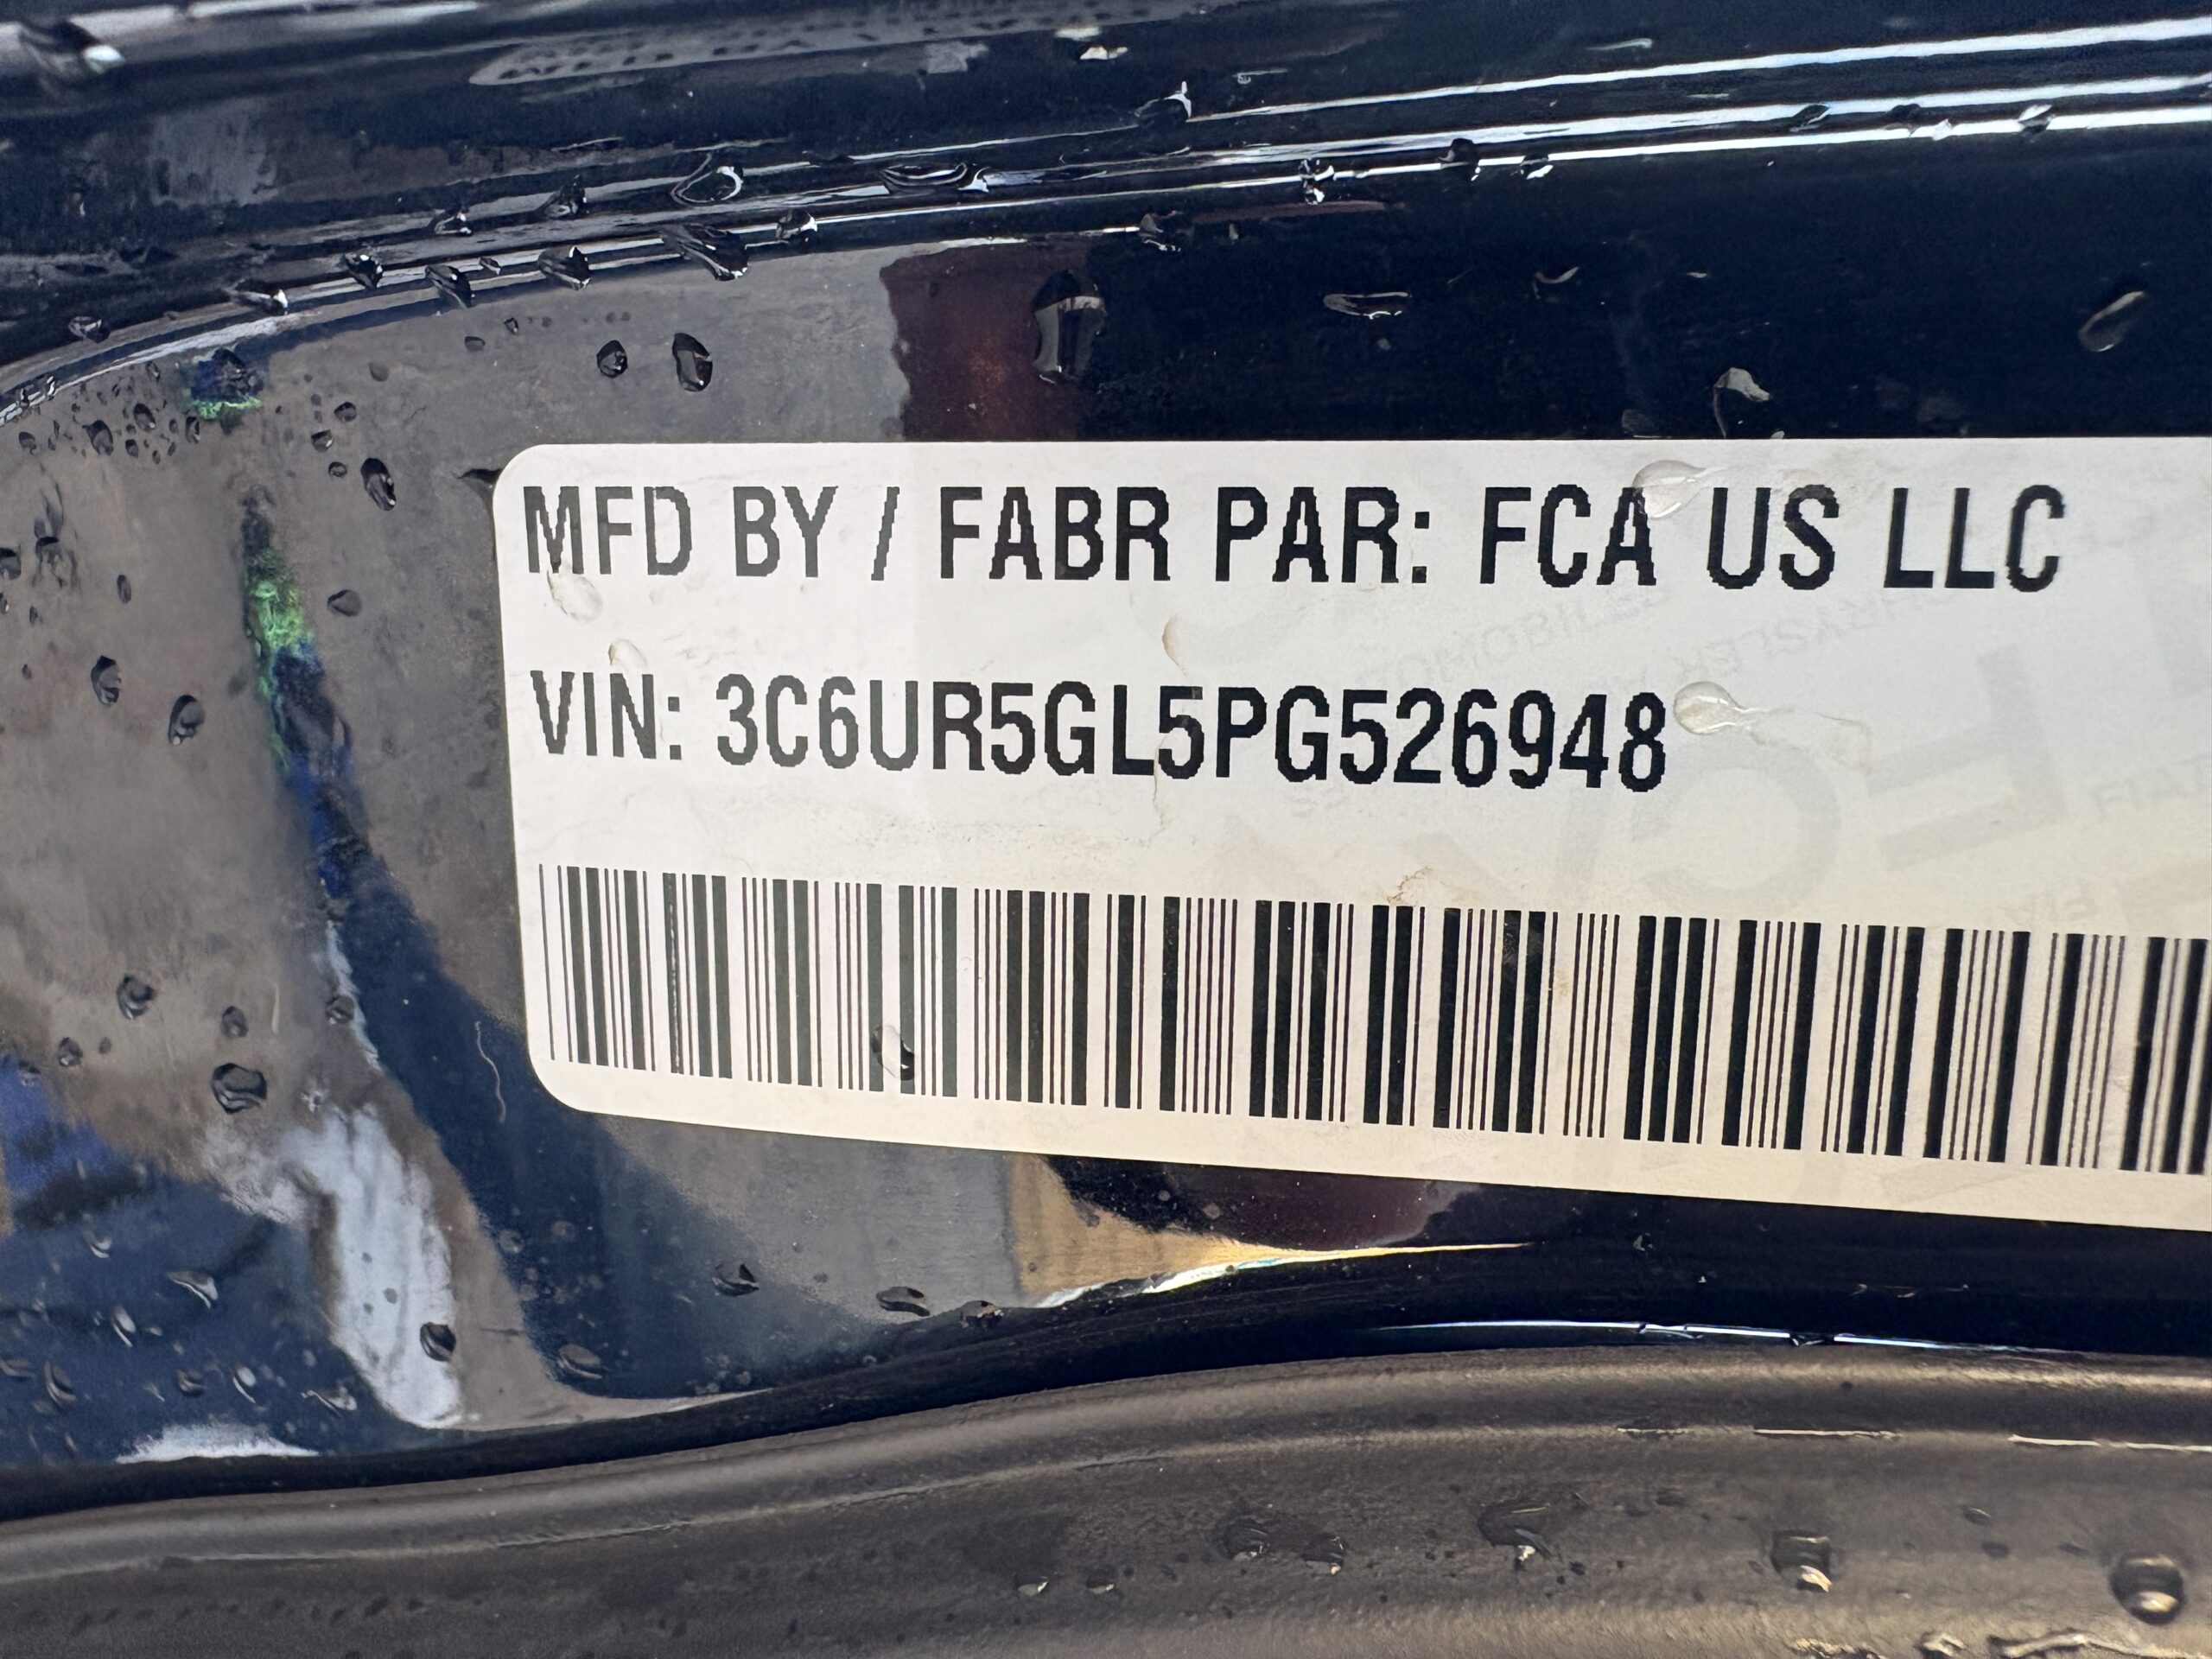 MFD BY / FABR PAR: FCA US LLC
VIN: 3C6UR5GL5PG526948